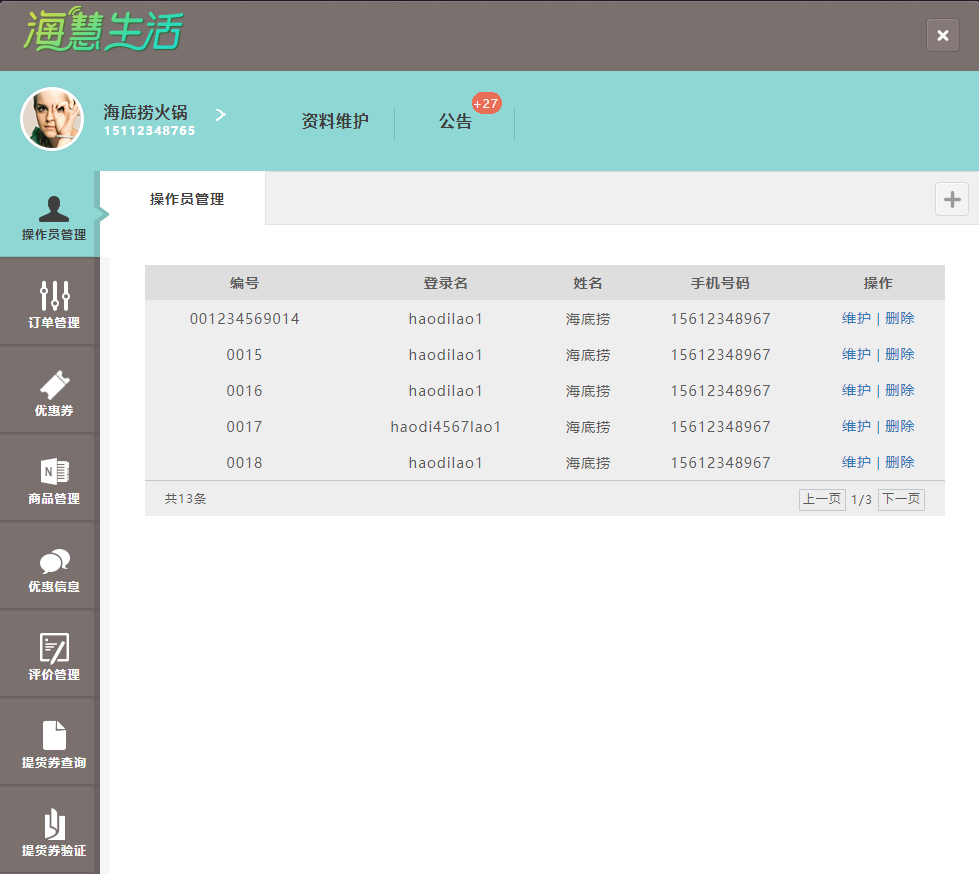 海慧生活
海底捞火锅
15112348765
资料维护
公告
+27
操作员管理
操作员管理
订单管理
优惠券
商品管理
优惠信息
评价管理
提货券查询
提货券验证
编号 登录名 姓名 手机号码 操作
001234569014 haodilao1 海底捞 15612348967 维护 | 删除
0015 haodilao1 海底捞 15612348967 维护 | 删除
0016 haodilao1 海底捞 15612348967 维护 | 删除
0017 haodi4567lao1 海底捞 15612348967 维护 | 删除
0018 haodilao1 海底捞 15612348967 维护 | 删除
共13条 上一页 1/3 下一页